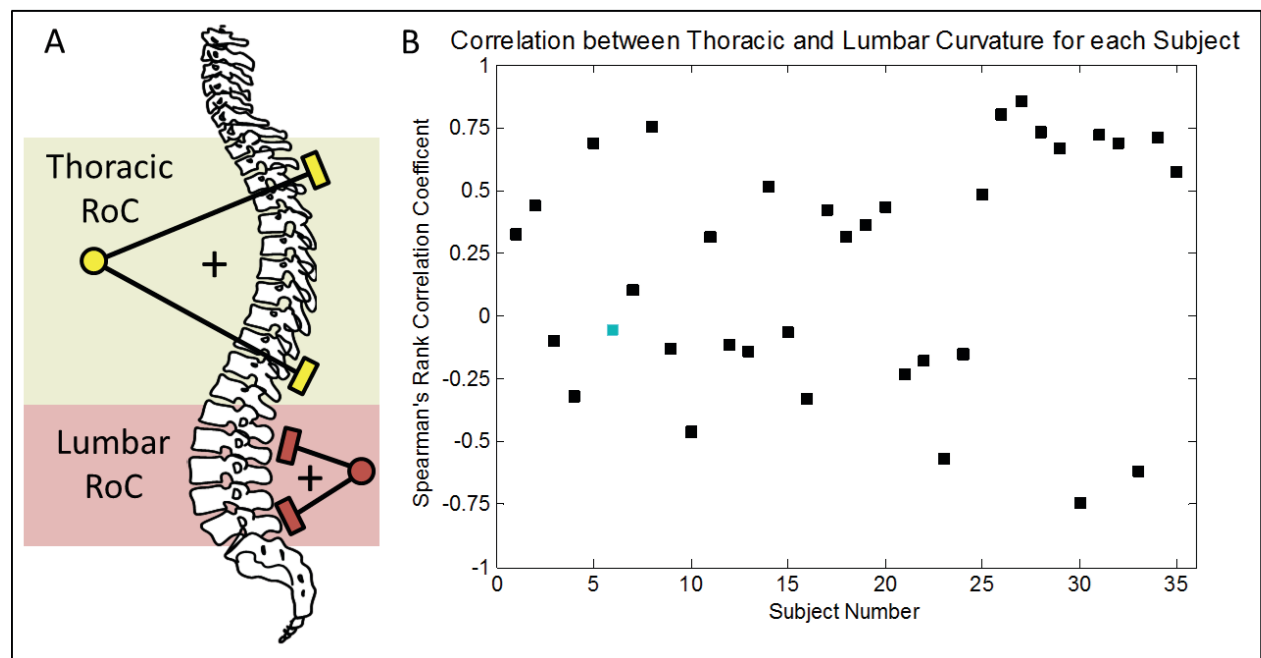 A
Thoracic
RoC
+
Lumbar
RoC
+
B
Correlation between Thoracic and Lumbar Curvature for each Subject
Spearman's Rank Correlation Coefficent
1
0.75
0.5
0.25
0
-0.25
-0.5
-0.75
-1
0 5 10 15 20 25 30 35
Subject Number